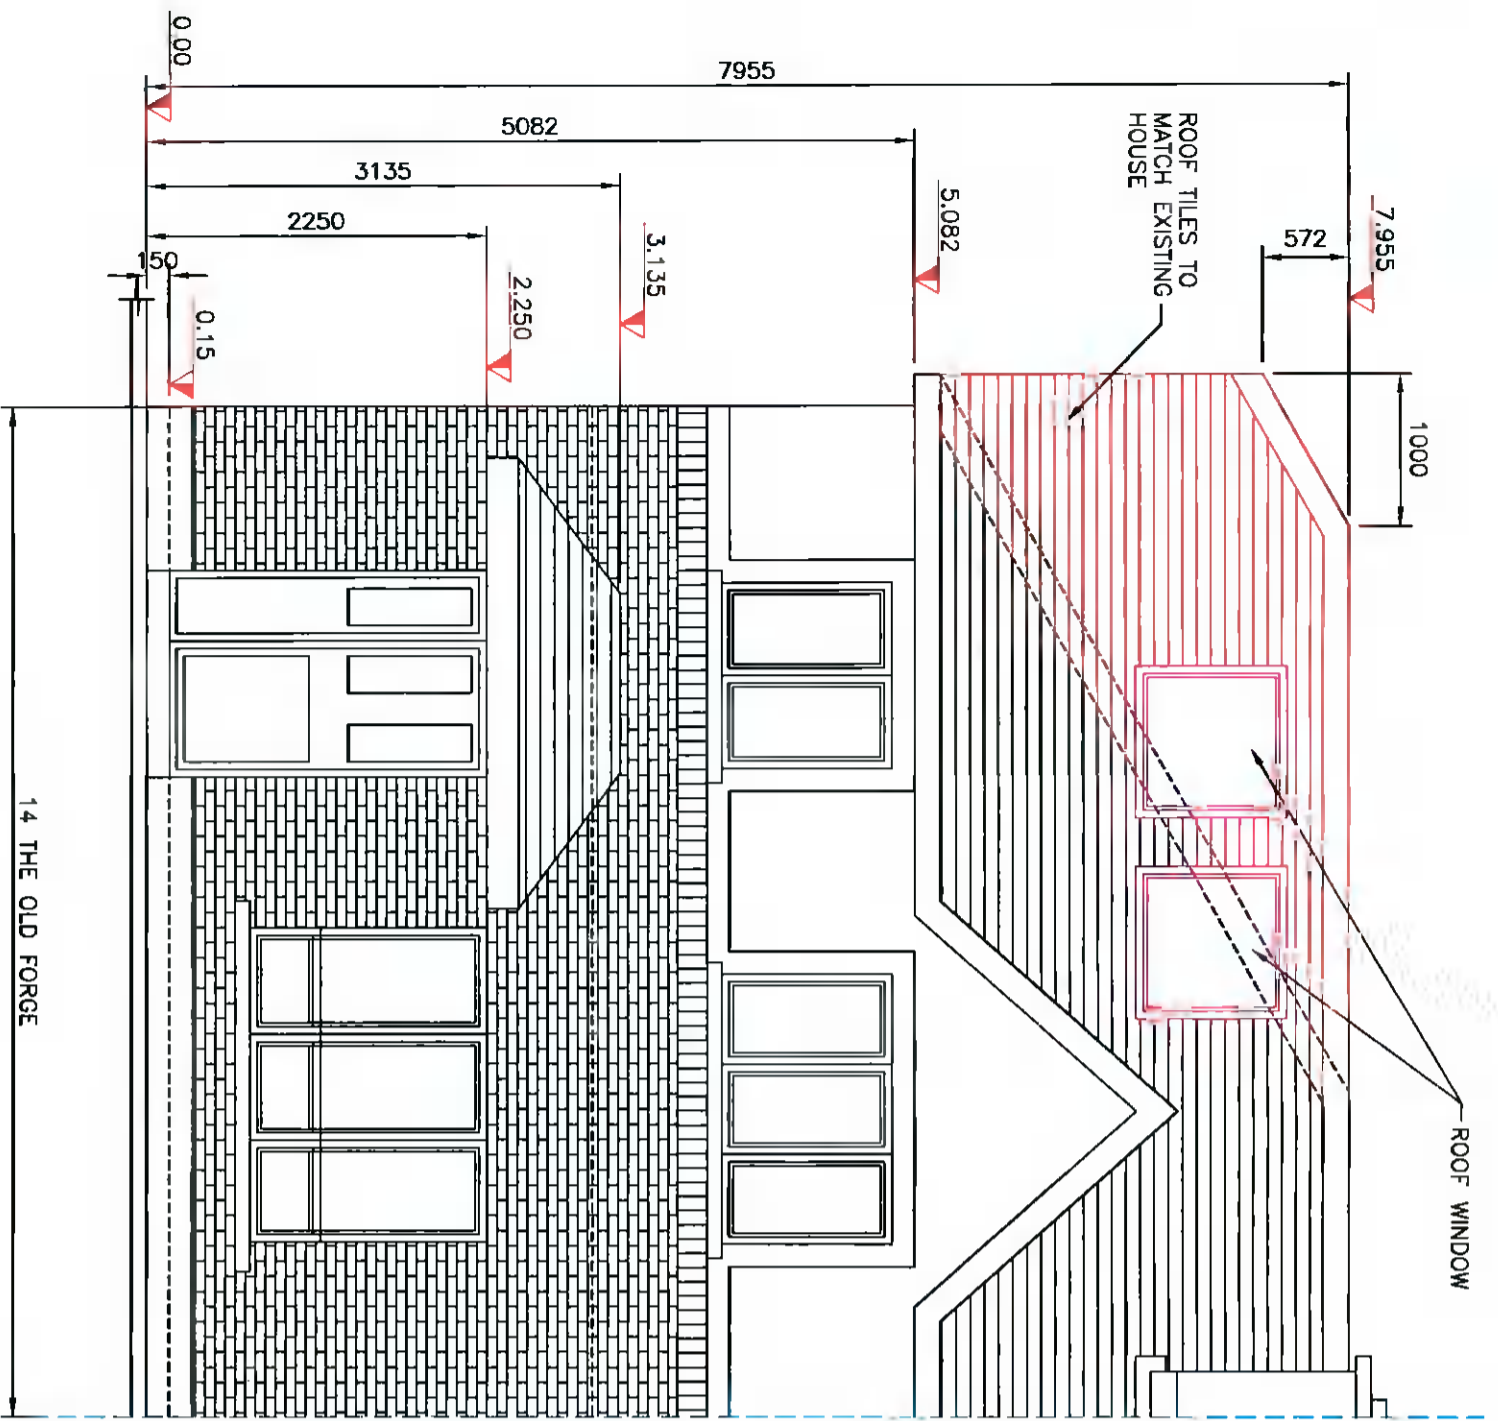 0.00
7955
5082
3135
2250
150
0.15
2.250
3.135
5.082
7.955
572
1000
ROOF TILES TO
MATCH EXISTING
HOUSE
ROOF WINDOW
14 THE OLD FORGE